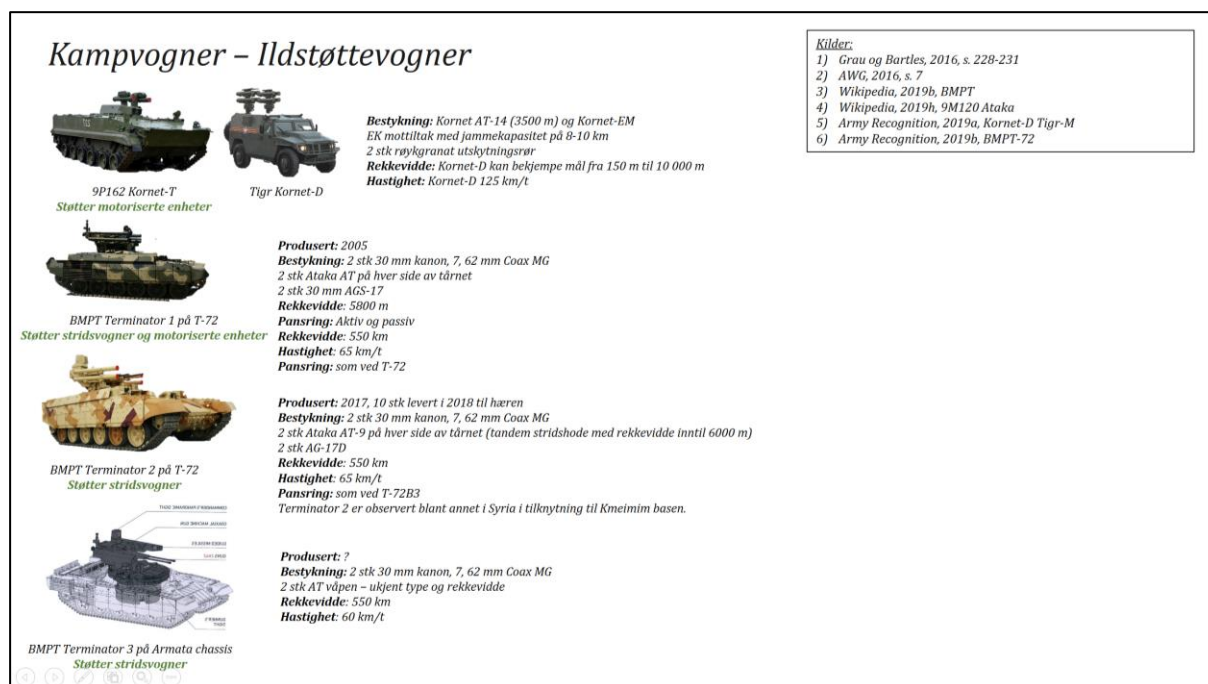 Kampvogner – Ildstøttevogner
Kilder:
1) Grau og Bartles, 2016, s. 228-231
2) AWG, 2016, s. 7
3) Wikipedia, 2019b, BMPT
4) Wikipedia, 2019h, 9M120 Ataka
5) Army Recognition, 2019a, Kornet-D Tigr-M
6) Army Recognition, 2019b, BMPT-72
9P162 Kornet-T
Tigr Kornet-D
Støtter motoriserte enheter
Bestykning: Kornet AT-14 (3500 m) og Kornet-EM
EK mottiltak med jammekapasitet på 8-10 km
2 stk røykgranat utskytningsrør
Rekkevidde: Kornet-D kan bekjempe mål fra 150 m til 10 000 m
Hastighet: Kornet-D 125 km/t
BMPT Terminator 1 på T-72
Støtter stridsvogner og motoriserte enheter
Produsert: 2005
Bestykning: 2 stk 30 mm kanon, 7, 62 mm Coax MG
2 stk Ataka AT på hver side av tårnet
2 stk 30 mm AGS-17
Rekkevidde: 5800 m
Pansring: Aktiv og passiv
Rekkevidde: 550 km
Hastighet: 65 km/t
Pansring: som ved T-72
BMPT Terminator 2 på T-72
Støtter stridsvogner
Produsert: 2017, 10 stk levert i 2018 til hæren
Bestykning: 2 stk 30 mm kanon, 7, 62 mm Coax MG
2 stk Ataka AT-9 på hver side av tårnet (tandem stridshode med rekkevidde inntil 6000 m)
2 stk AG-17D
Rekkevidde: 550 km
Hastighet: 65 km/t
Pansring: som ved T-72B3
Terminator 2 er observert blant annet i Syria i tilknytning til Kmeimim basen.
BMPT Terminator 3 på Armata chassis
Støtter stridsvogner
Produsert: ?
Bestykning: 2 stk 30 mm kanon, 7, 62 mm Coax MG
2 stk AT våpen – ukjent type og rekkevidde
Rekkevidde: 550 km
Hastighet: 60 km/t